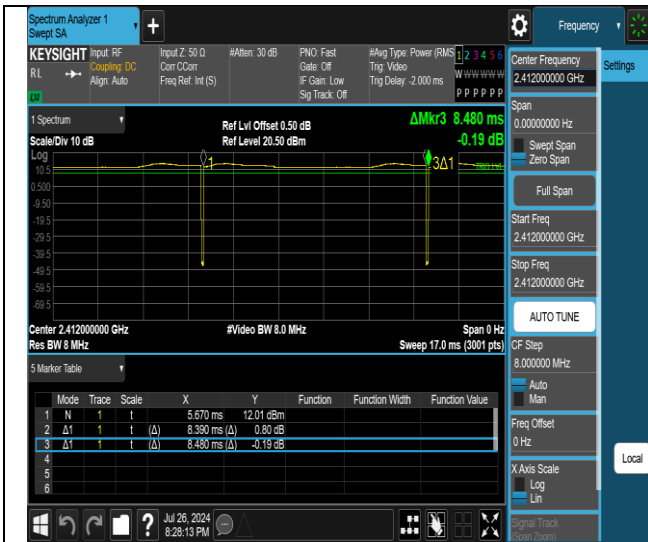 Spectrum Analyzer 1
Swept SA
+
Frequency
KEYSIGHT Input: RF Input Z: 50 Ω #Atten: 30 dB PNO: Fast #Avg Type: Power (RMS 1 2 3 4 5 6
RL Coupling: DC Corr CCorr Gate: Off Trig: Video
Align: Auto Freq Ref: Int (S) IF Gain: Low Trig Delay: -2.000 ms W W W W W W
Sig Track: Off P P P P P P
1 Spectrum
Scale/Div 10 dB
Ref Lvl Offset 0.50 dB
Ref Level 20.50 dBm
ΔMkr3 8.480 ms
-0.19 dB
Log
10.5
0.500
-9.50
-19.5
-29.5
-39.5
-49.5
-59.5
-69.5
1
3Δ1
Center 2.412000000 GHz #Video BW 8.0 MHz Span 0 Hz
Res BW 8 MHz Sweep 17.0 ms (3001 pts)
5 Marker Table
Mode Trace Scale X Y Function Function Width Function Value
1 N 1 t 5.670 ms 12.01 dBm
2 Δ1 1 t (Δ) 8.390 ms (Δ) 0.80 dB
3 Δ1 1 t (Δ) 8.480 ms (Δ) -0.19 dB
4
5
6
?
Jul 26, 2024
8:28:13 PM
Center Frequency
2.412000000 GHz
Settings
Span
0.00000000 Hz
Swept Span
Zero Span
Full Span
Start Freq
2.412000000 GHz
Stop Freq
2.412000000 GHz
AUTO TUNE
CF Step
8.000000 MHz
Auto
Man
Freq Offset
0 Hz
Local
X Axis Scale
Log
Lin
Signal Track
(Span Zoom)